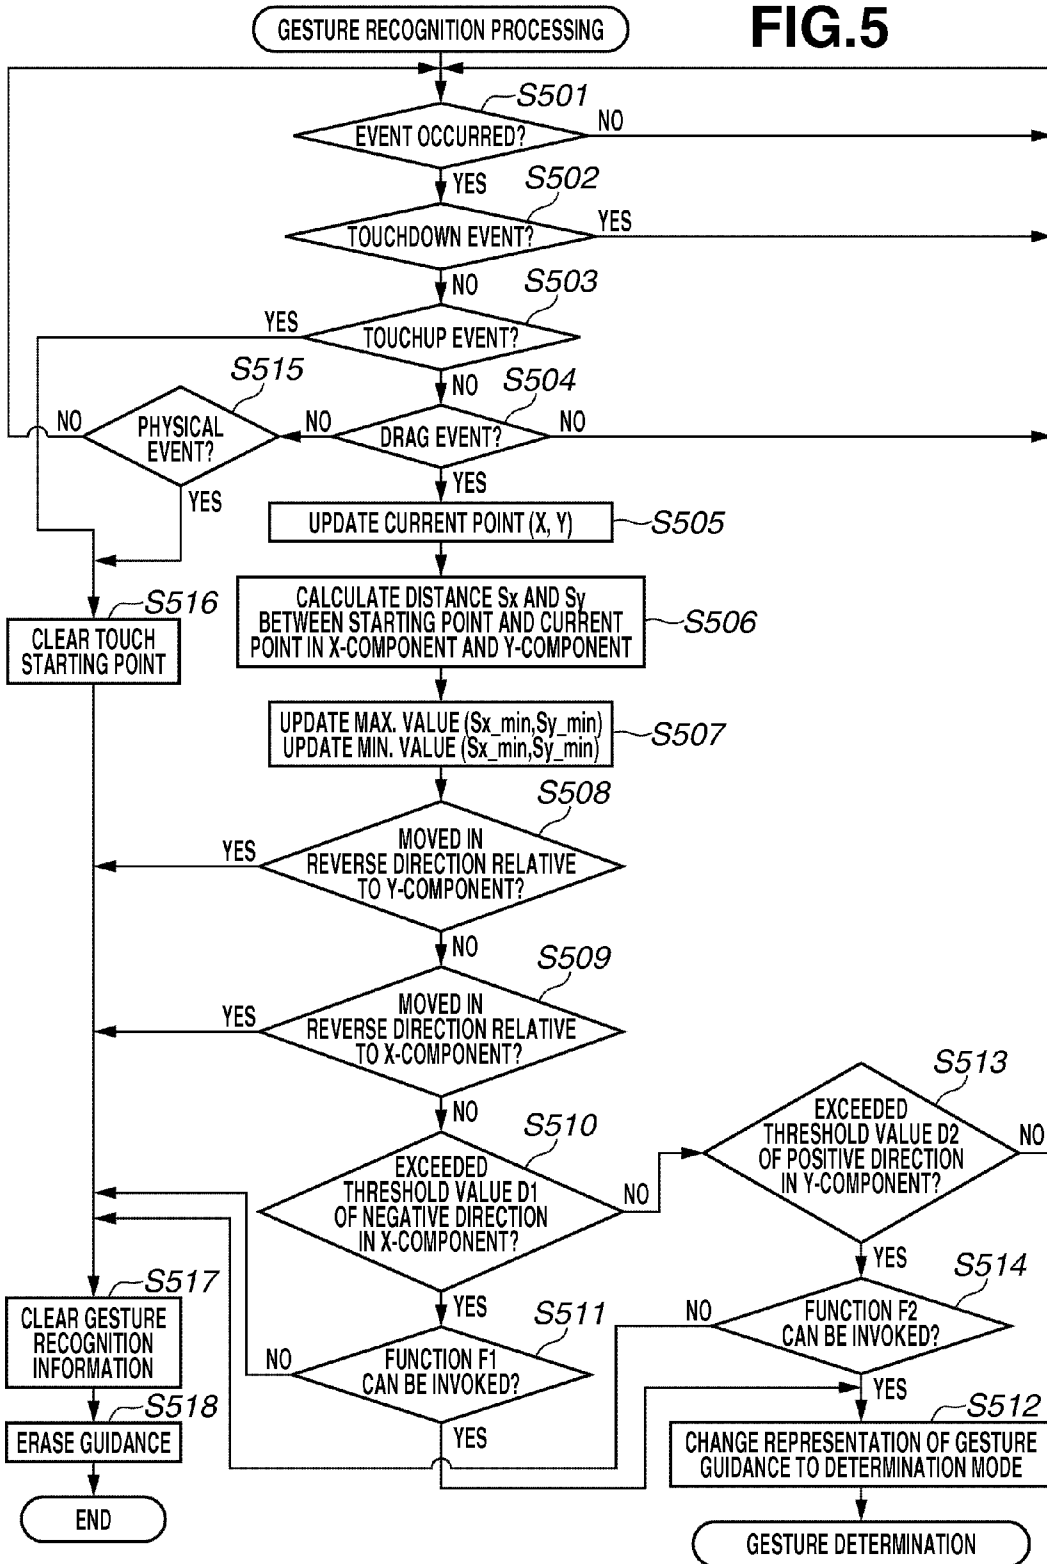 GESTURE RECOGNITION PROCESSING
FIG.5
S501
EVENT OCCURRED?
NO
YES
S502
TOUCHDOWN EVENT?
YES
NO
S503
TOUCHUP EVENT?
YES
NO
S504
DRAG EVENT?
NO
NO
YES
S515
PHYSICAL
EVENT?
NO
YES
UPDATE CURRENT POINT (X, Y)
S505
CALCULATE DISTANCE Sx AND Sy
BETWEEN STARTING POINT AND CURRENT
POINT IN X-COMPONENT AND Y-COMPONENT
S506
S516
CLEAR TOUCH
STARTING POINT
UPDATE MAX. VALUE (Sx_min,Sy_min)
UPDATE MIN. VALUE (Sx_min,Sy_min)
S507
S508
MOVED IN
REVERSE DIRECTION RELATIVE
TO Y-COMPONENT?
YES
NO
S509
MOVED IN
REVERSE DIRECTION RELATIVE
TO X-COMPONENT?
YES
NO
S510
EXCEEDED
THRESHOLD VALUE D1
OF NEGATIVE DIRECTION
IN X-COMPONENT?
NO
YES
S513
EXCEEDED
THRESHOLD VALUE D2
OF POSITIVE DIRECTION
IN Y-COMPONENT?
NO
YES
S511
FUNCTION F1
CAN BE INVOKED?
NO
YES
S514
FUNCTION F2
CAN BE INVOKED?
NO
YES
S517
CLEAR GESTURE
RECOGNITION
INFORMATION
S518
ERASE GUIDANCE
END
S512
CHANGE REPRESENTATION OF GESTURE
GUIDANCE TO DETERMINATION MODE
GESTURE DETERMINATION